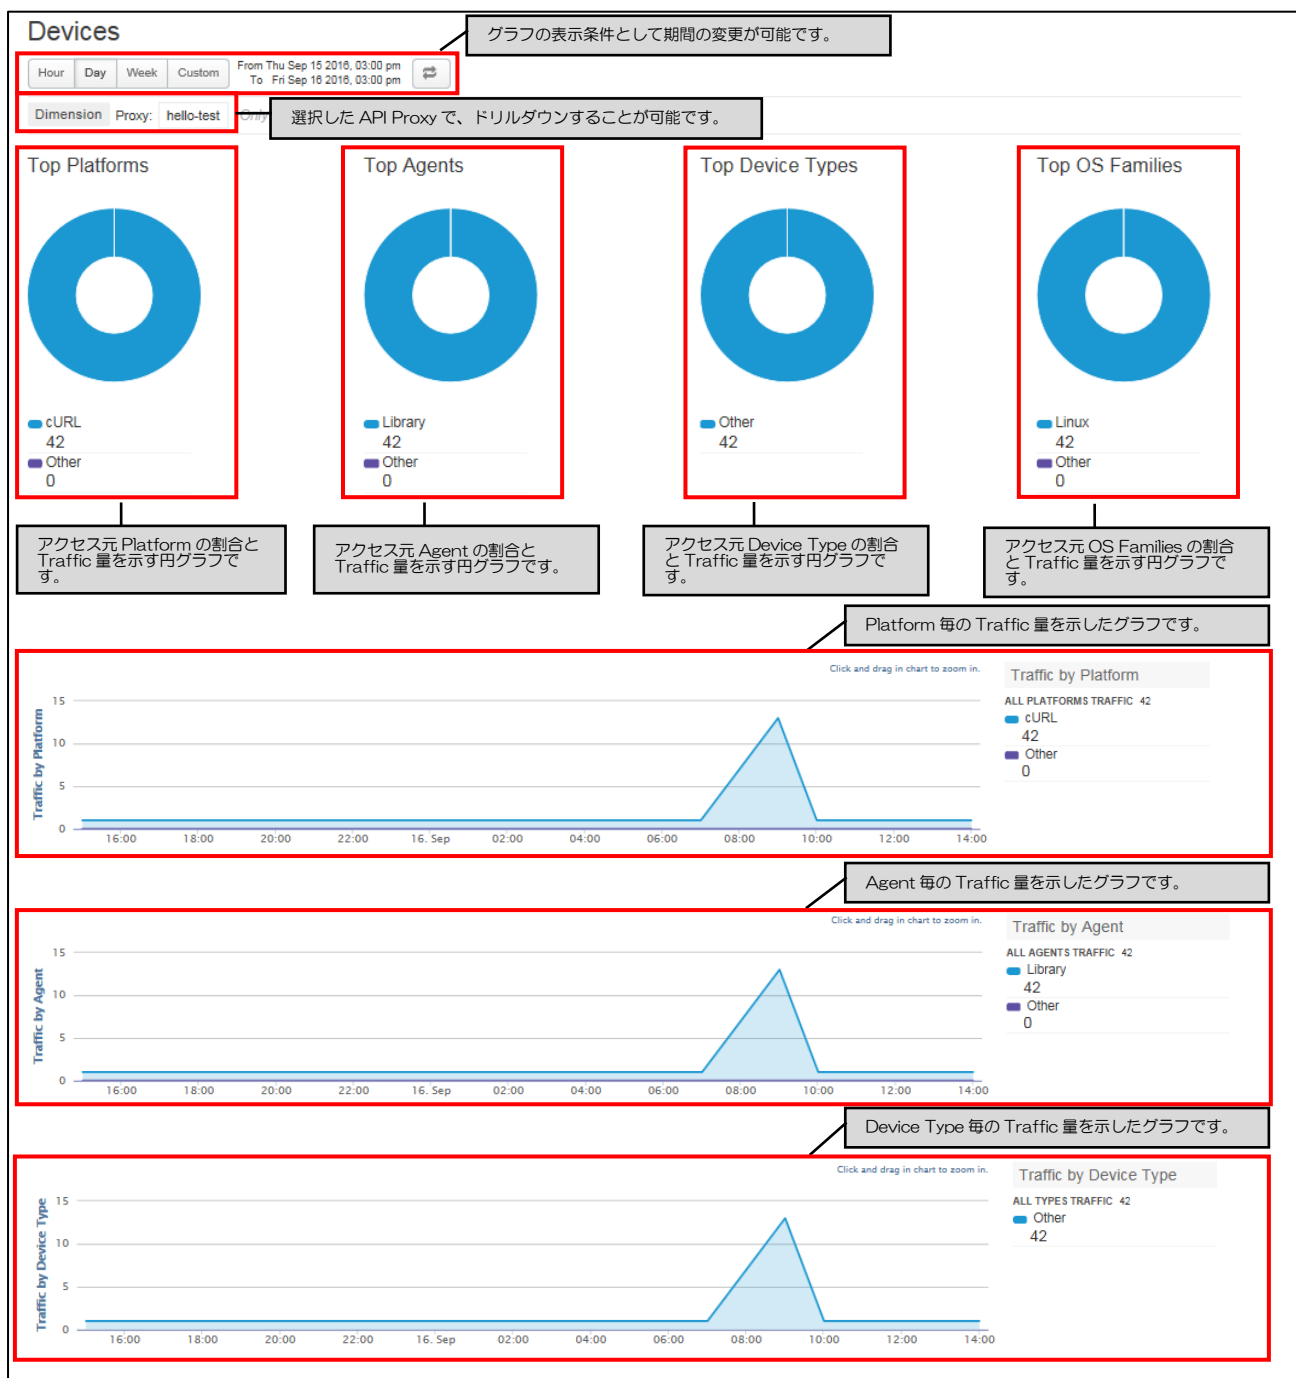 Devices
グラフの表示条件として期間の変更が可能です。
Hour Day Week Custom
From Thu Sep 15 2016, 03:00 pm
To Fri Sep 16 2016, 03:00 pm
Dimension Proxy: hello-test Only
選択した API Proxy で、ドリルダウンすることが可能です。
Top Platforms
cURL
42
Other
0
Top Agents
Library
42
Other
0
Top Device Types
Other
42
Top OS Families
Linux
42
Other
0
アクセス元 Platform の割合と
Traffic 量を示す円グラフで
す。
アクセス元 Agent の割合と
Traffic 量を示す円グラフです。
アクセス元 Device Type の割合
と Traffic 量を示す円グラフで
す。
アクセス元 OS Families の割合
と Traffic 量を示す円グラフで
す。
Platform 毎の Traffic 量を示したグラフです。
Click and drag in chart to zoom in.
Traffic by Platform
15
10
5
0
16:00 18:00 20:00 22:00 16. Sep 02:00 04:00 06:00 08:00 10:00 12:00 14:00
Traffic by Platform
ALL PLATFORMS TRAFFIC 42
cURL
42
Other
0
Agent 毎の Traffic 量を示したグラフです。
Click and drag in chart to zoom in.
Traffic by Agent
15
10
5
0
16:00 18:00 20:00 22:00 16. Sep 02:00 04:00 06:00 08:00 10:00 12:00 14:00
Traffic by Agent
ALL AGENTS TRAFFIC 42
Library
42
Other
0
Device Type 毎の Traffic 量を示したグラフです。
Click and drag in chart to zoom in.
Traffic by Device Type
15
10
5
0
16:00 18:00 20:00 22:00 16. Sep 02:00 04:00 06:00 08:00 10:00 12:00 14:00
Traffic by Device Type
ALL TYPES TRAFFIC 42
Other
42